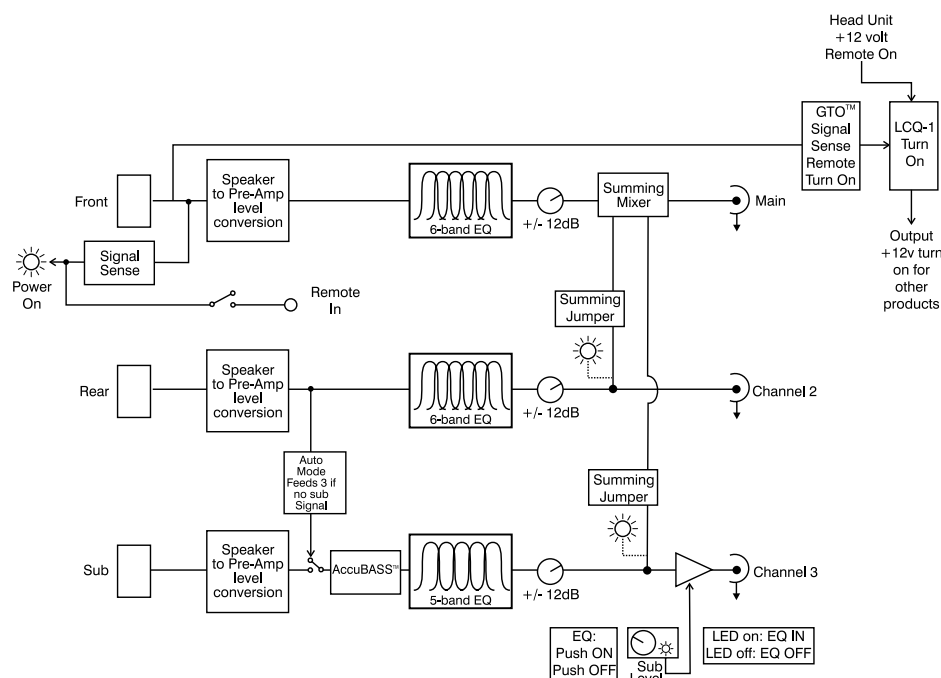 Head Unit
+12 volt
Remote On
GTO™
Signal
Sense
Remote
Turn On
LCQ-1
Turn
On
Output
+12v turn
on for
other
products
Front
Speaker
to Pre-Amp
level
conversion
6-band EQ
+/- 12dB
Summing
Mixer
Main
Signal
Sense
Power
On
Remote
In
Summing
Jumper
Rear
Speaker
to Pre-Amp
level
conversion
6-band EQ
+/- 12dB
Channel 2
Auto
Mode
Feeds 3 if
no sub
Signal
Summing
Jumper
Sub
Speaker
to Pre-Amp
level
conversion
AccuBASS™
5-band EQ
+/- 12dB
Channel 3
EQ:
Push ON
Push OFF
Sub
Level
LED on: EQ IN
LED off: EQ OFF